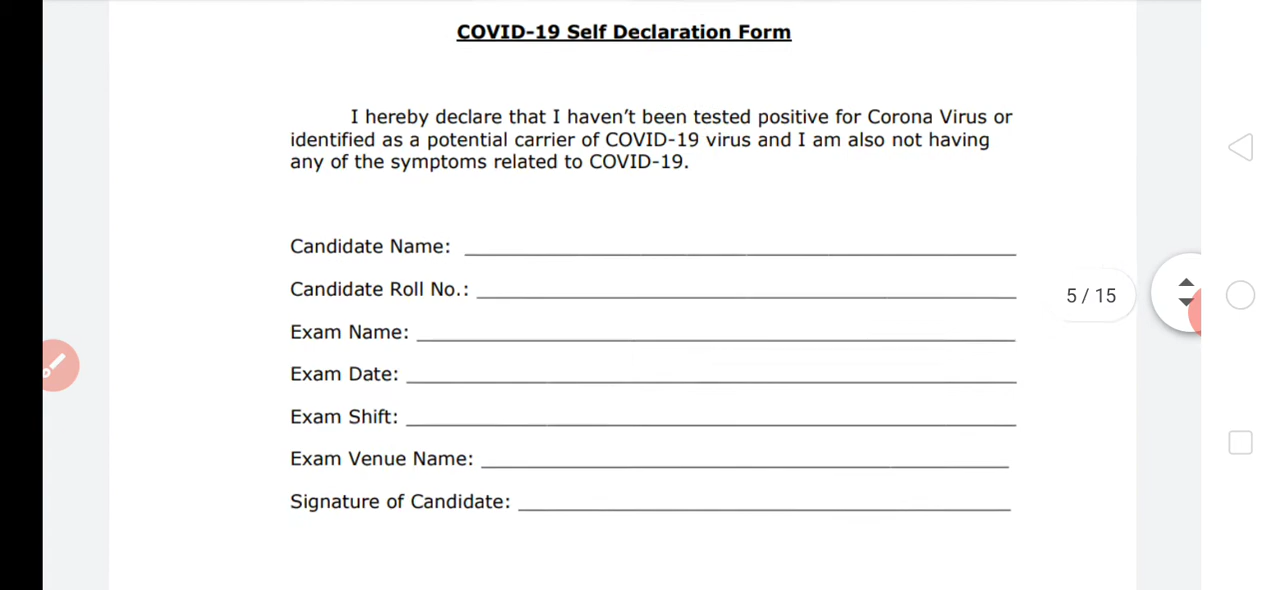 COVID-19 Self Declaration Form
I hereby declare that I haven’t been tested positive for Corona Virus or
identified as a potential carrier of COVID-19 virus and I am also not having
any of the symptoms related to COVID-19.
Candidate Name:
Candidate Roll No.:
Exam Name:
5 / 15
Exam Date:
Exam Shift:
Exam Venue Name:
Signature of Candidate: